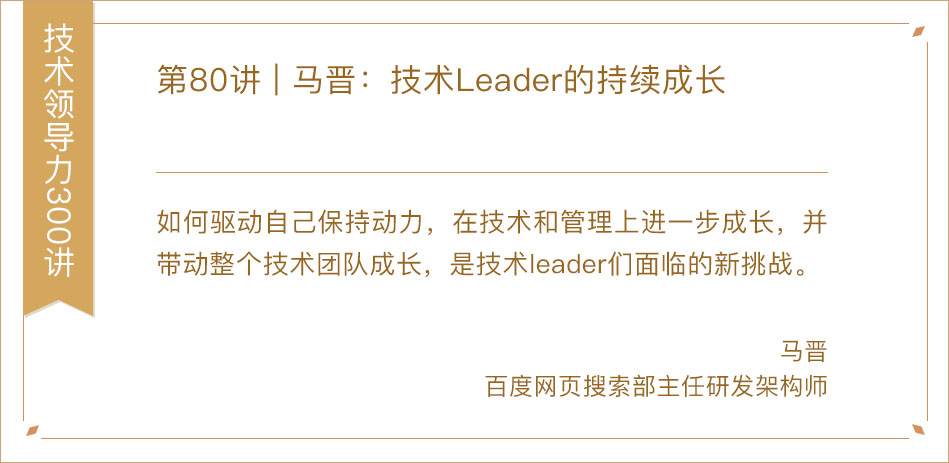 技术领导力300讲
第80讲 | 马晋：技术Leader的持续成长
如何驱动自己保持动力，在技术和管理上进一步成长，并
带动整个技术团队成长，是技术leader们面临的新挑战。
马晋
百度网页搜索部主任研发架构师